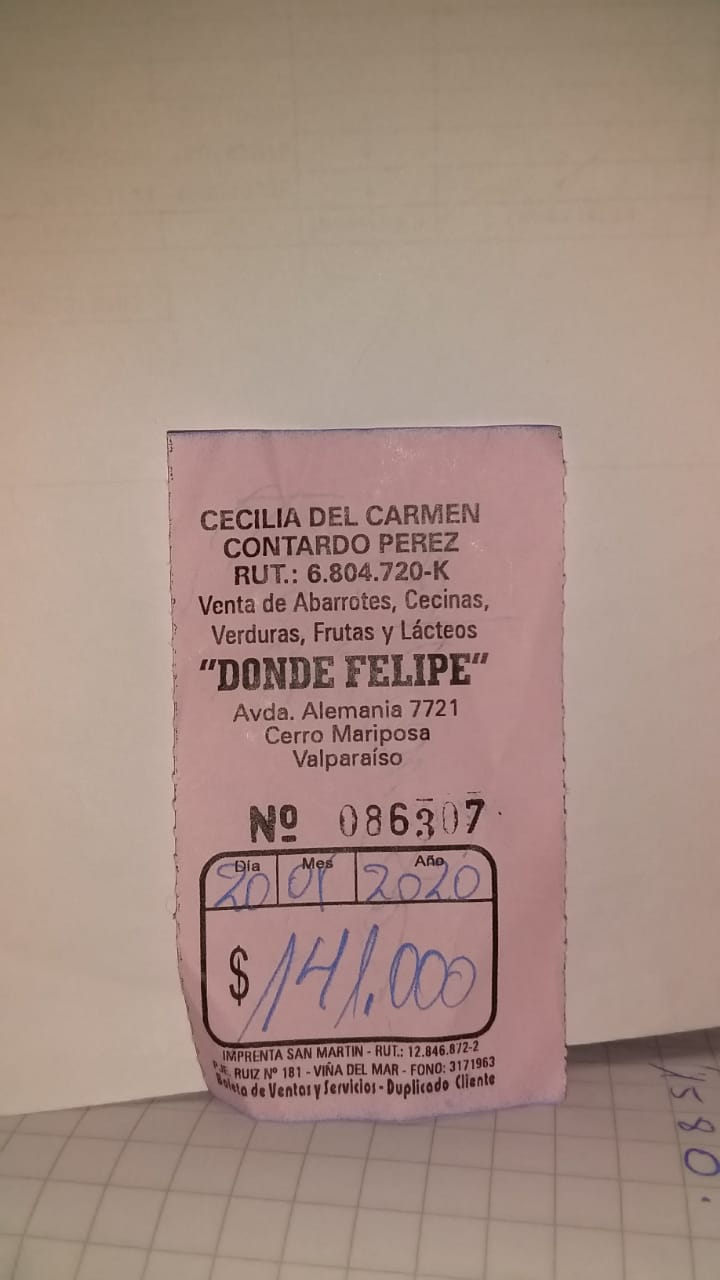 CECILIA DEL CARMEN
CONTARDO PEREZ
RUT.: 6.804.720-K
Venta de Abarrotes, Cecinas,
Verduras, Frutas y Lácteos
"DONDE FELIPE"
Avda. Alemania 7721
Cerro Mariposa
Valparaíso
Nº 086307
Día Mes Año
20 01 2020
$ 141.000
IMPRENTA SAN MARTIN - RUT.: 12.846.872-2
PJE. RUIZ Nº 181 - VIÑA DEL MAR - FONO: 3171963
Boleta de Ventas y Servicios - Duplicado Cliente